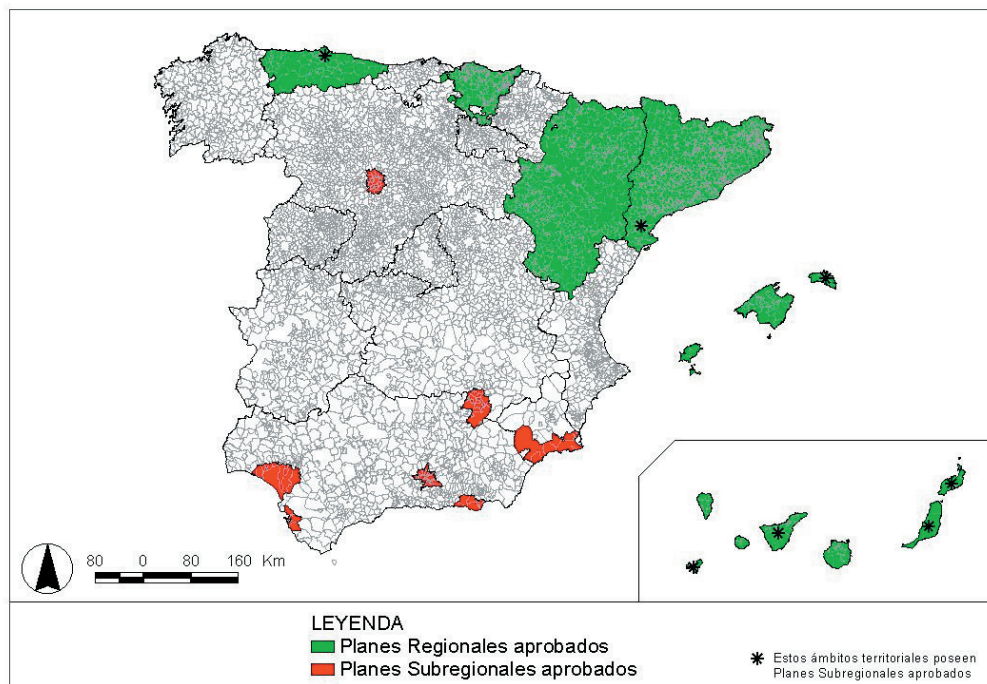 80 0 80 160 Km
LEYENDA
Planes Regionales aprobados
Planes Subregionales aprobados
Estos ámbitos territoriales poseen
Planes Subregionales aprobados